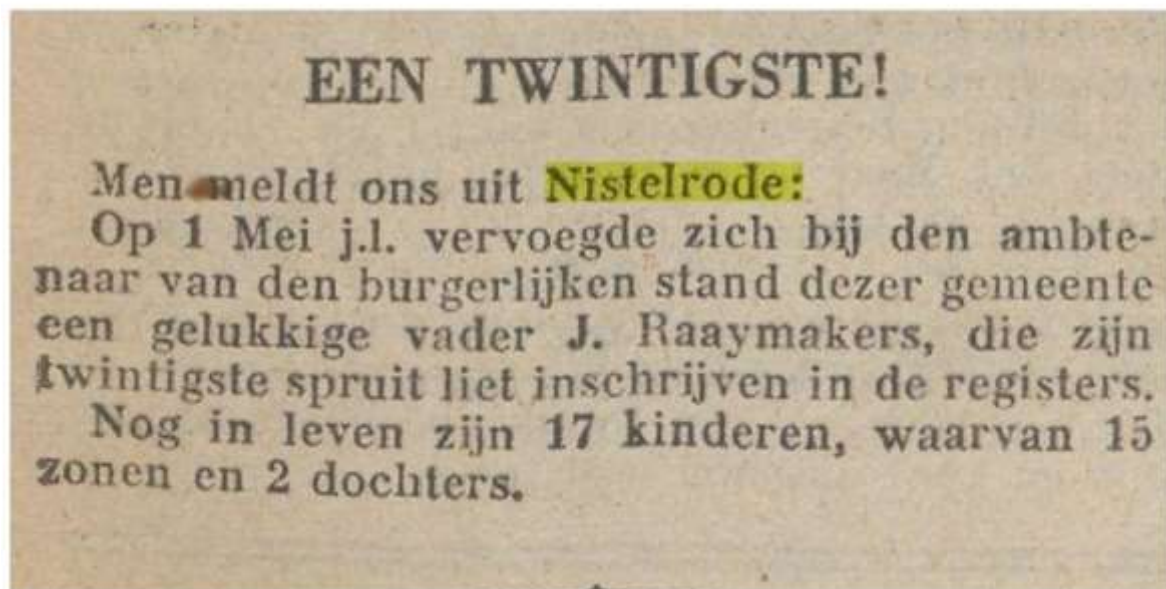 EEN TWINTIGSTE!
Men meldt ons uit Nistelrode:
Op 1 Mei j.l. vervoegde zich bij den ambte-
naar van den burgerlijken stand dezer gemeente
een gelukkige vader J. Raaymakers, die zijn
twintigste spruit liet inschrijven in de registers.
Nog in leven zijn 17 kinderen, waarvan 15
zonen en 2 dochters.